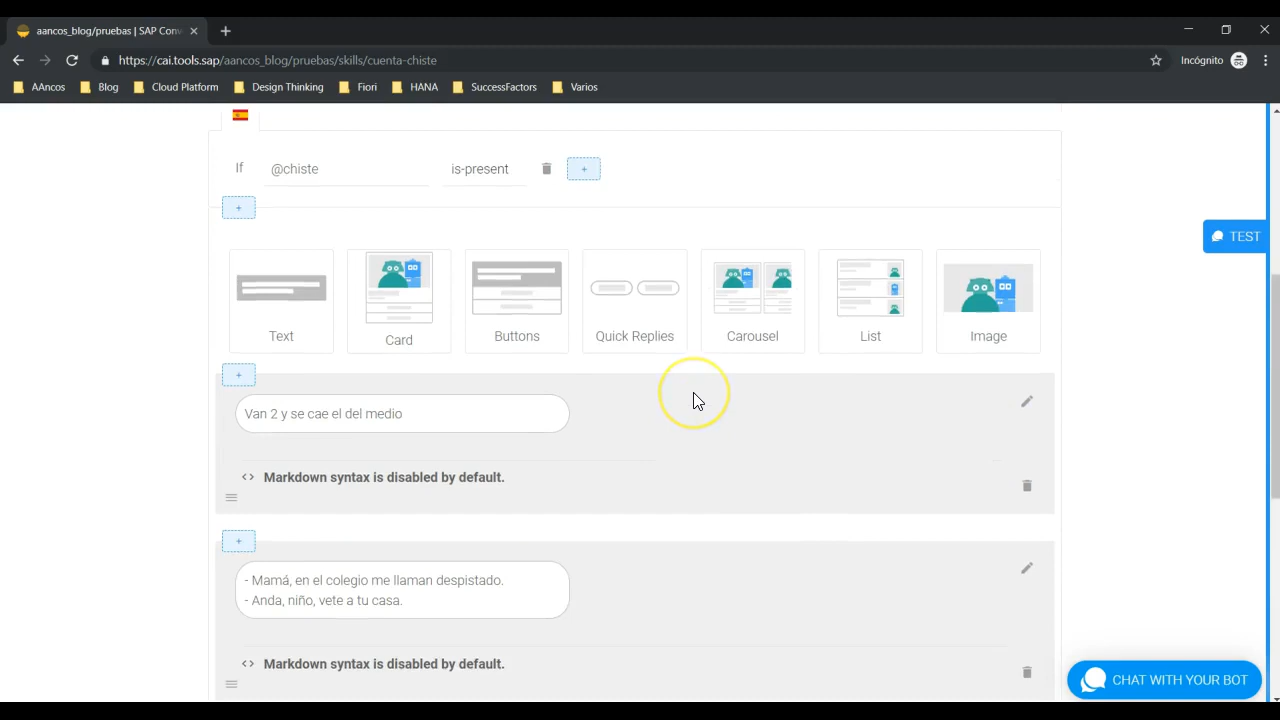 aancos_blog/pruebas | SAP Conv
https://cai.tools.sap/aancos_blog/pruebas/skills/cuenta-chiste
Incógnito
AAncos Blog Cloud Platform Design Thinking Fiori HANA SuccessFactors Varios
If @chiste is-present +
+
TEST
Text Card Buttons Quick Replies Carousel List Image
+
Van 2 y se cae el del medio
<> Markdown syntax is disabled by default.
+
- Mamá, en el colegio me llaman despistado.
- Anda, niño, vete a tu casa.
<> Markdown syntax is disabled by default.
CHAT WITH YOUR BOT